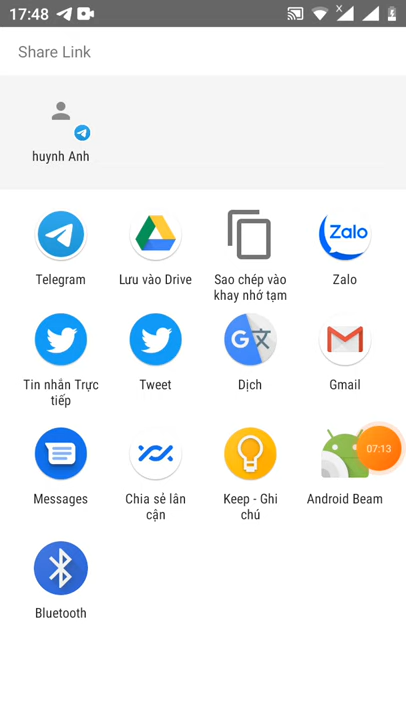 17:48
Share Link
huynh Anh
Zalo
Telegram
Lưu vào Drive
Sao chép vào
khay nhớ tạm
Zalo
G文
Tin nhắn Trực
tiếp
Tweet
Dịch
Gmail
07:13
Messages
Chia sẻ lân
cận
Keep - Ghi
chú
Android Beam
Bluetooth